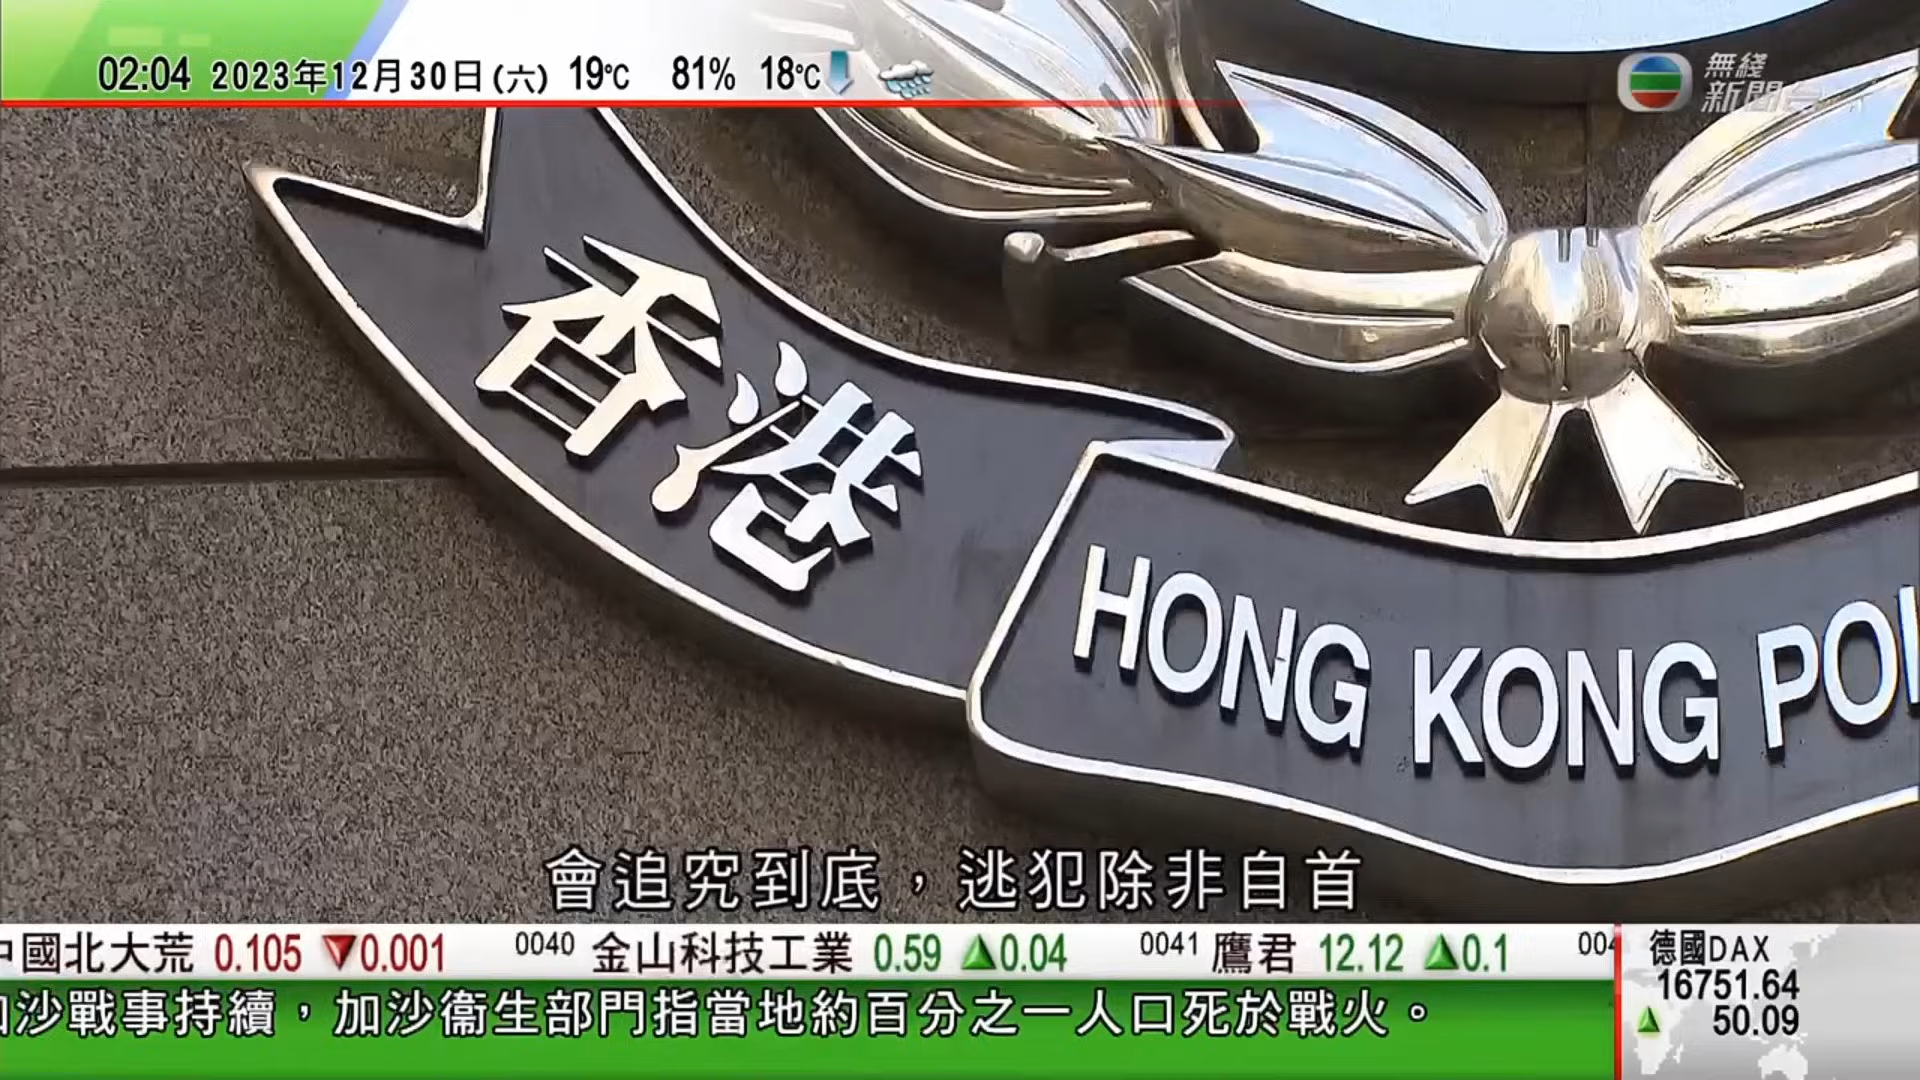 02:04 2023年12月30日(六) 19℃ 81% 18℃
無綫
新聞台
香港
HONG KONG POL
會追究到底，逃犯除非自首
中國北大荒 0.105 ▼0.001 0040 金山科技工業 0.59 ▲0.04 0041 鷹君 12.12 ▲0.1 004
加沙戰事持續，加沙衞生部門指當地約百分之一人口死於戰火。
德國DAX
16751.64
▲ 50.09